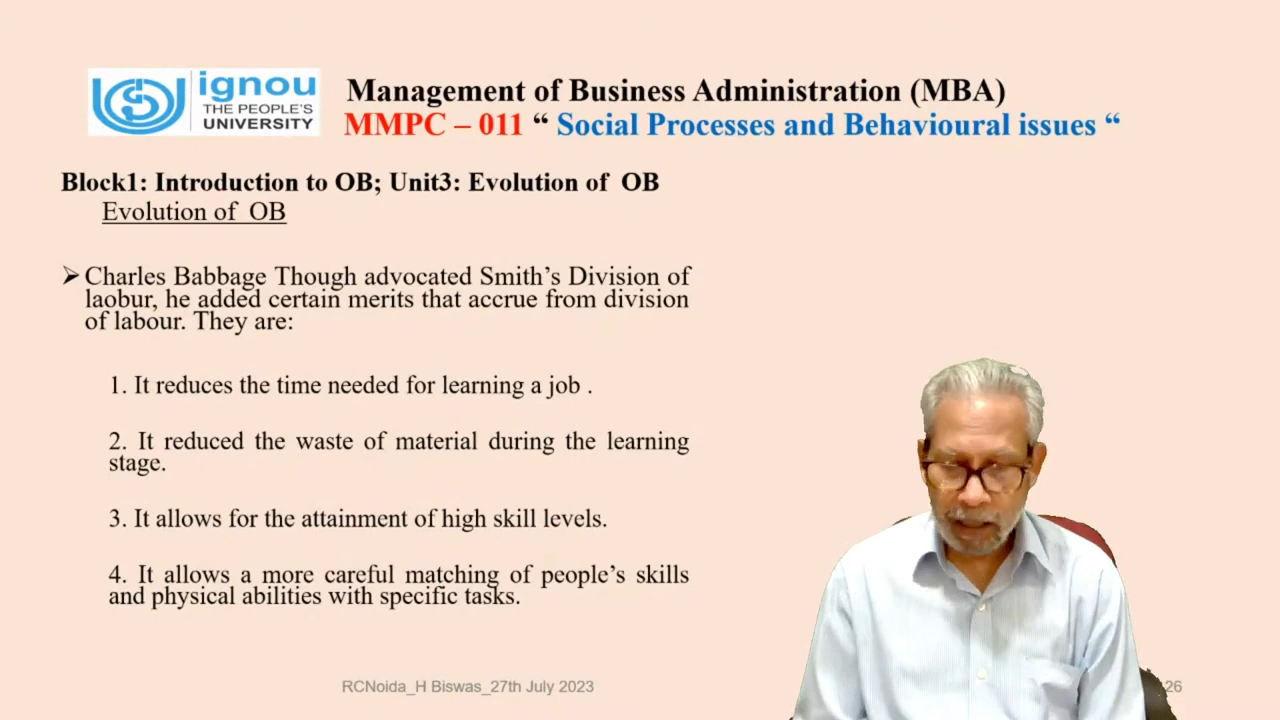 ignou
THE PEOPLE'S
UNIVERSITY
Management of Business Administration (MBA)
MMPC – 011 “ Social Processes and Behavioural issues “
Block1: Introduction to OB; Unit3: Evolution of OB
Evolution of OB
➢ Charles Babbage Though advocated Smith’s Division of
laobur, he added certain merits that accrue from division
of labour. They are:
1. It reduces the time needed for learning a job .
2. It reduced the waste of material during the learning
stage.
3. It allows for the attainment of high skill levels.
4. It allows a more careful matching of people’s skills
and physical abilities with specific tasks.
RCNoida_H Biswas_27th July 2023
26